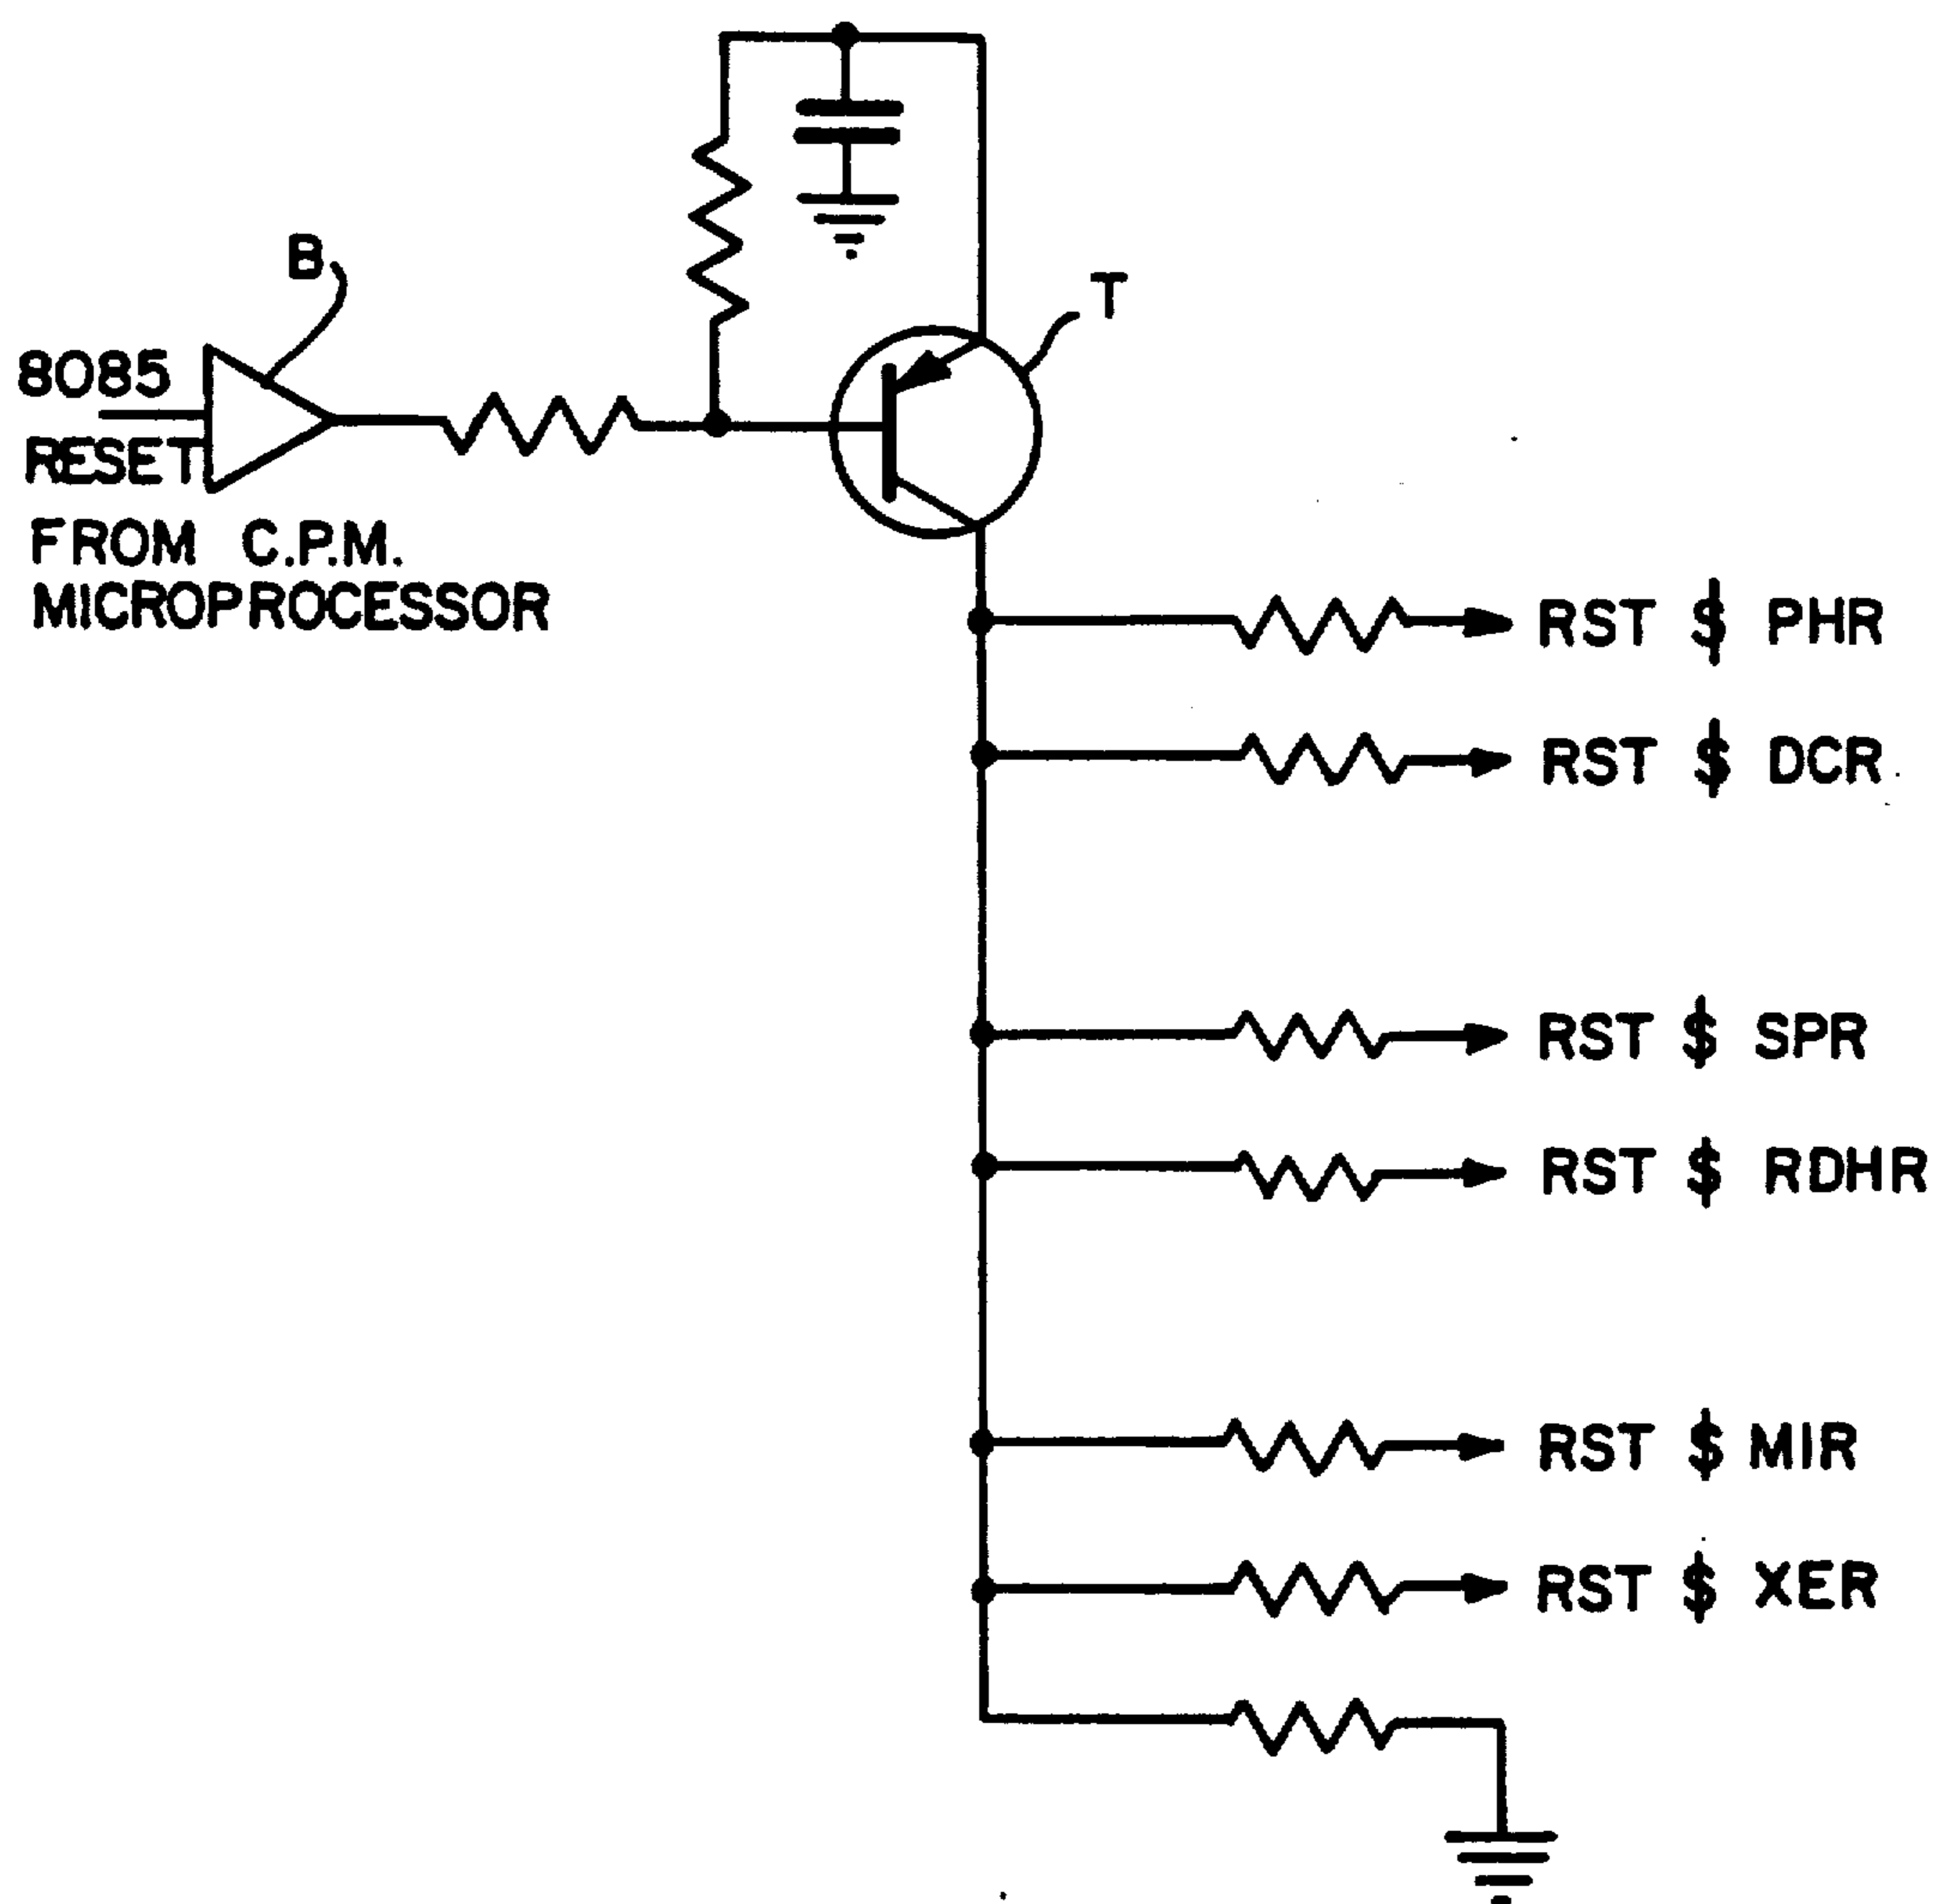 B
T
8085
RESET
FROM C.P.M.
MICROPROCESSOR
RST $ PHR
RST $ DCR
RST $ SPR
RST $ RDHR
RST $ MIR
RST $ XER